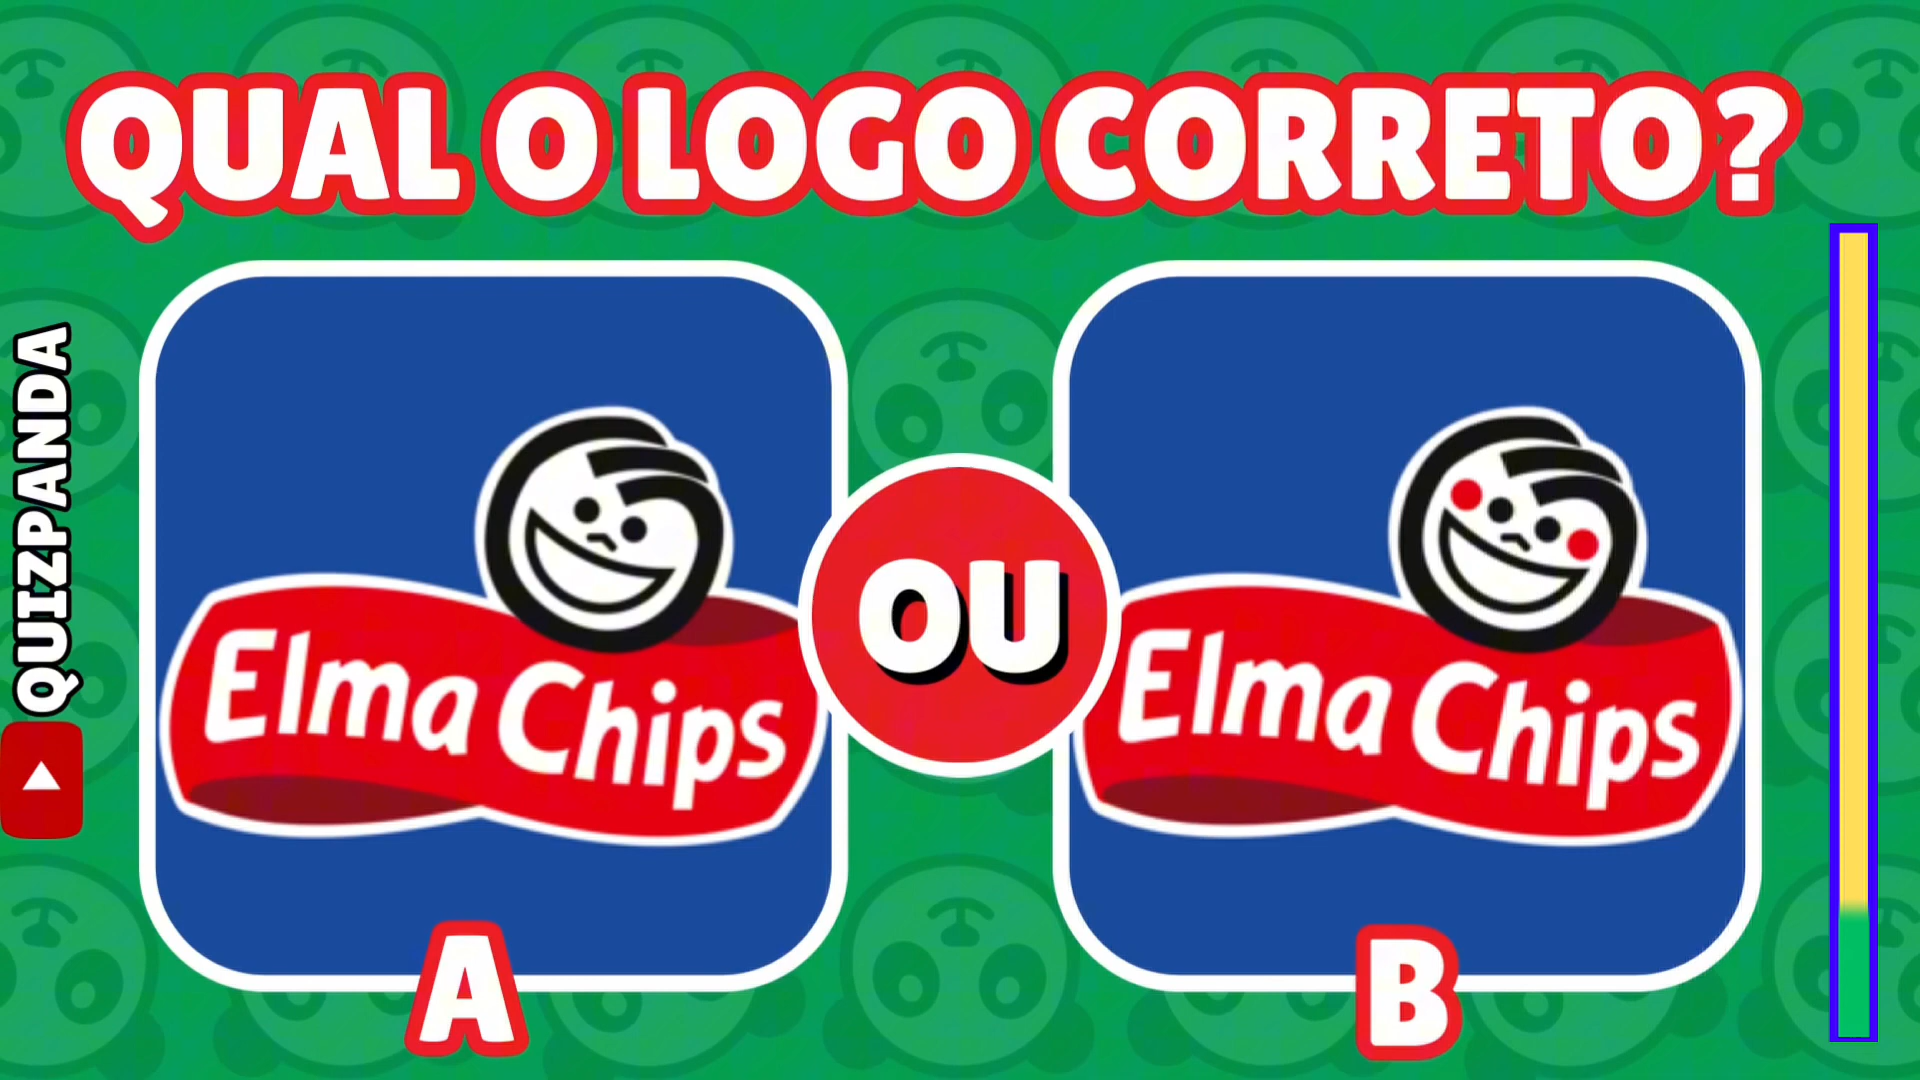 QUAL O LOGO CORRETO?
QUIZPANDA
Elma Chips
OU
Elma Chips
A
B